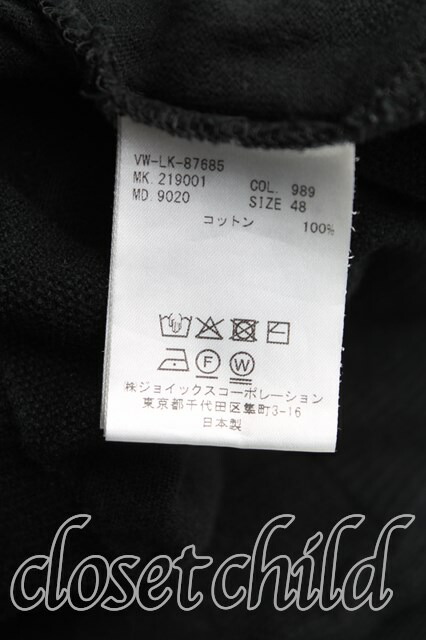 VW-LK-87685
MK. 219001 COL. 989
MD. 9020 SIZE 48
コットン 100%
F W
㈱ジョイックスコーポレーション
東京都千代田区隼町3-16
日本製
closet child